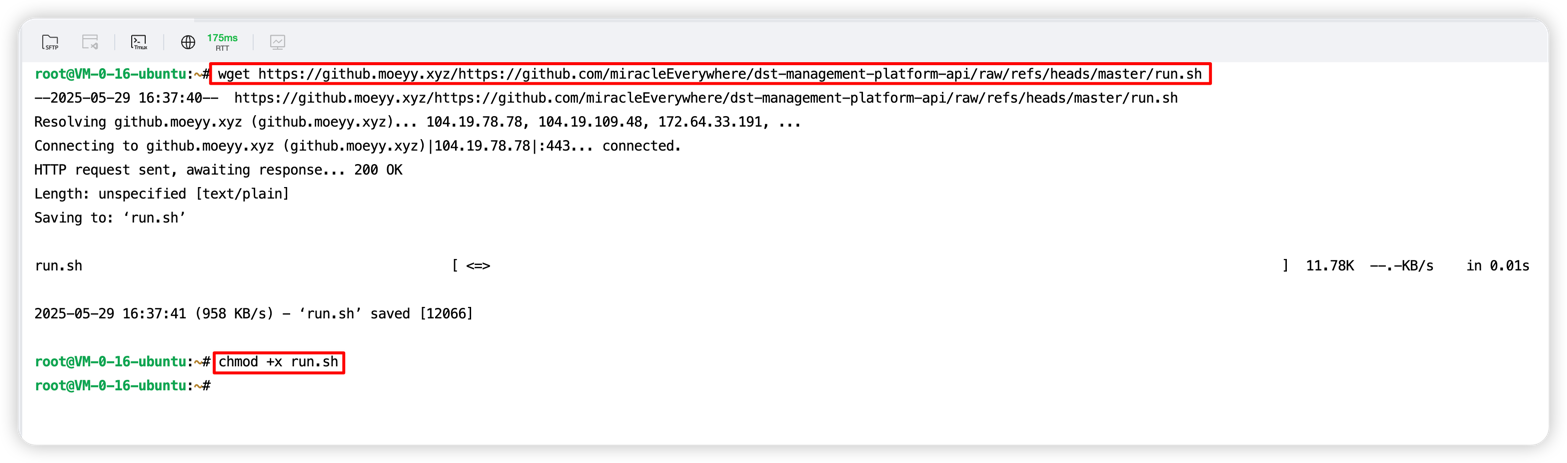 SFTP
Tmux
175ms
RTT
root@VM-0-16-ubuntu:~# wget https://github.moeyy.xyz/https://github.com/miracleEverywhere/dst-management-platform-api/raw/refs/heads/master/run.sh
--2025-05-29 16:37:40--  https://github.moeyy.xyz/https://github.com/miracleEverywhere/dst-management-platform-api/raw/refs/heads/master/run.sh
Resolving github.moeyy.xyz (github.moeyy.xyz)... 104.19.78.78, 104.19.109.48, 172.64.33.191, ...
Connecting to github.moeyy.xyz (github.moeyy.xyz)|104.19.78.78|:443... connected.
HTTP request sent, awaiting response... 200 OK
Length: unspecified [text/plain]
Saving to: ‘run.sh’
run.sh [ <=> ] 11.78K --.-KB/s in 0.01s
2025-05-29 16:37:41 (958 KB/s) - ‘run.sh’ saved [12066]
root@VM-0-16-ubuntu:~# chmod +x run.sh
root@VM-0-16-ubuntu:~#